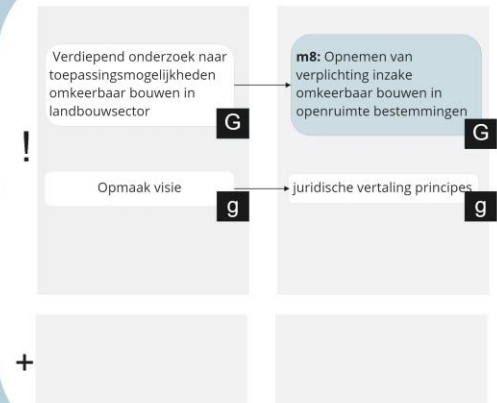 Verdiepend onderzoek naar
toepassingsmogelijkheden
omkeerbaar bouwen in
landbouwsector
G
m8: Opnemen van
verplichting inzake
omkeerbaar bouwen in
openruimte bestemmingen
G
!
Opmaak visie
g
juridische vertaling principes
g
+